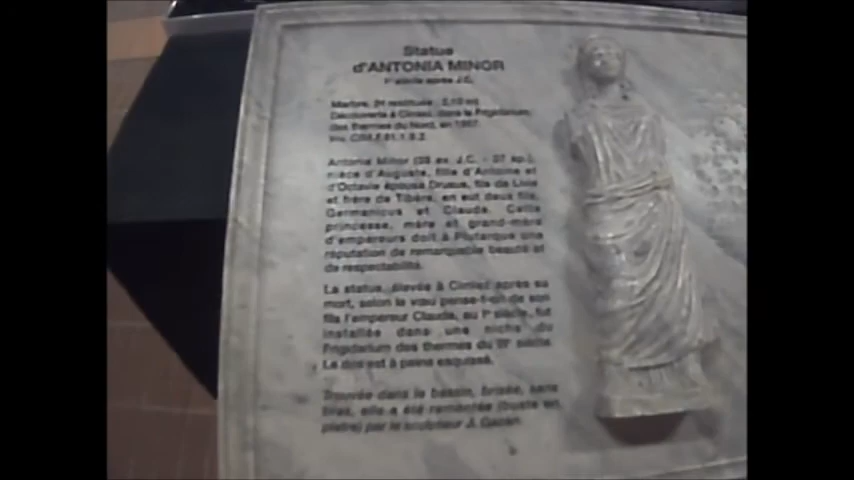 Statue
d'ANTONIA MINOR
Iᵉʳ siècle après J.C.
Marbre, restituée : 2,10 m)
Découverte à Cimiez, dans le Frigidarium
des thermes du Nord, en 1957.
Inv. CIM.F.
Antonia Minor (36 av. J.C. - 37 ap.),
nièce d'Auguste, fille d'Antoine et
d'Octavie épousa Drusus, fils de Livie
et frère de Tibère, en eut deux fils,
Germanicus et Claude. Cette
princesse, mère et grand-mère
d'empereurs doit à Plutarque une
réputation de remarquable beauté et
de respectabilité.
La statue, élevée à Cimiez après sa
mort, selon le vœu pense-t-on de son
fils l'empereur Claude, au Iᵉʳ siècle, fut
installée dans une niche du
Frigidarium des thermes du IIIᵉ siècle.
Le dos est à peine esquissé.
Trouvée dans le bassin, brisée, sans
bras, elle a été remontée (buste en
plâtre) par le sculpteur J. Gazan.